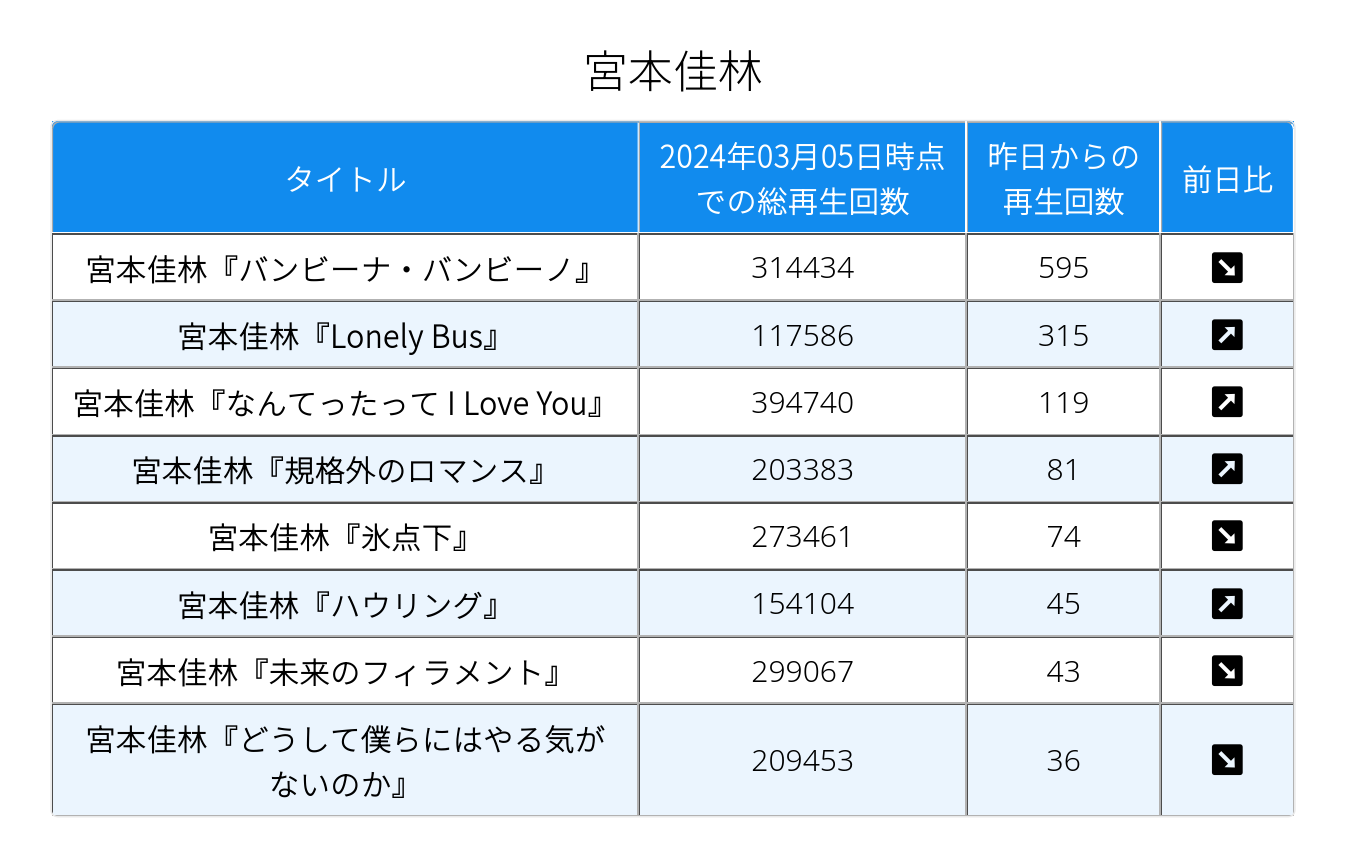 宮本佳林
タイトル
2024年03月05日時点
での総再生回数
昨日からの
再生回数
前日比
宮本佳林『バンビーナ・バンビーノ』 314434 595 ↘
宮本佳林『Lonely Bus』 117586 315 ↗
宮本佳林『なんてったって I Love You』 394740 119 ↗
宮本佳林『規格外のロマンス』 203383 81 ↗
宮本佳林『氷点下』 273461 74 ↘
宮本佳林『ハウリング』 154104 45 ↗
宮本佳林『未来のフィラメント』 299067 43 ↘
宮本佳林『どうして僕らにはやる気が
ないのか』 209453 36 ↘